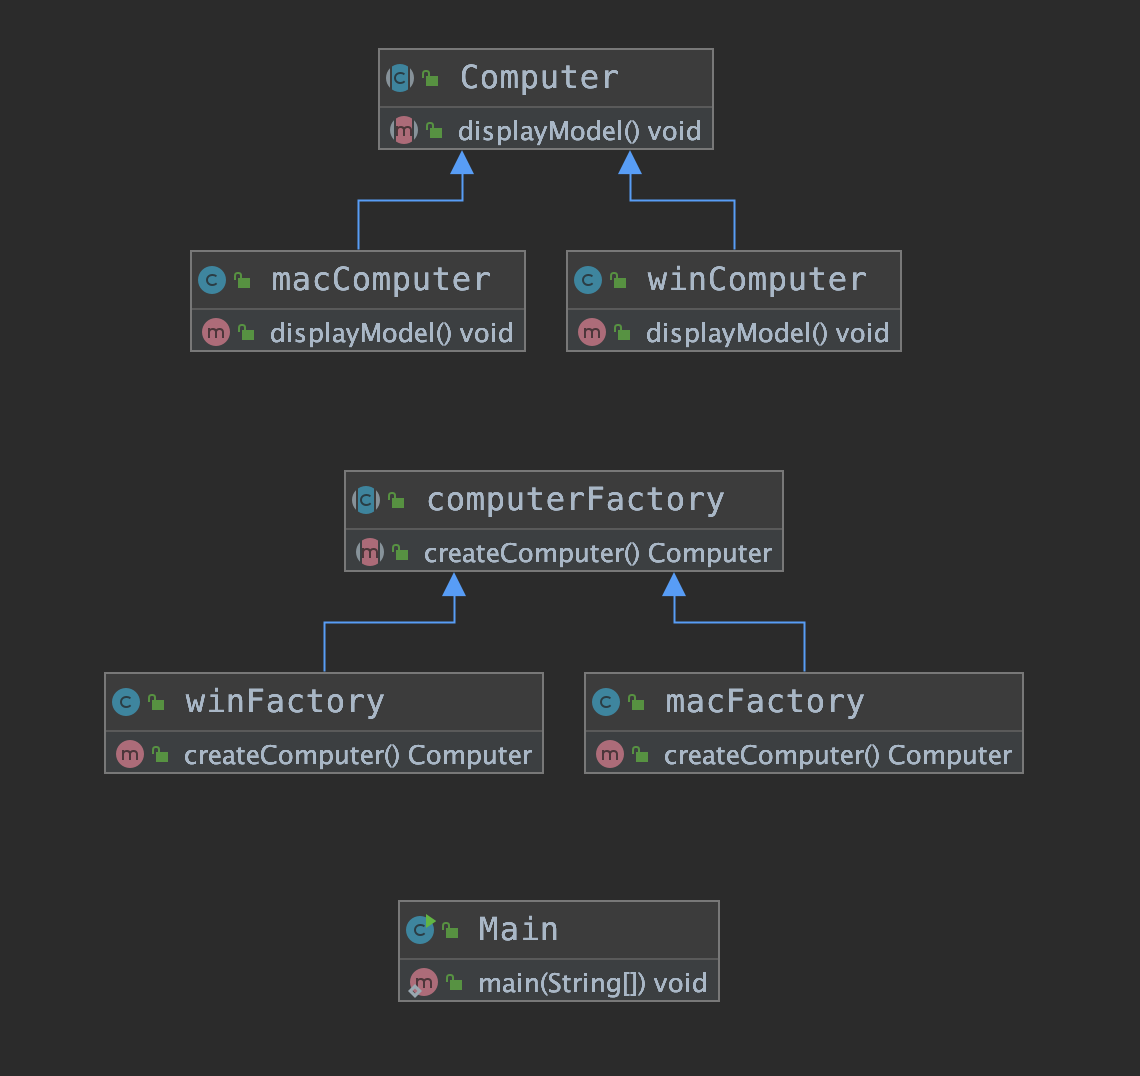 Computer
displayModel() void
macComputer
displayModel() void
winComputer
displayModel() void
computerFactory
createComputer() Computer
winFactory
createComputer() Computer
macFactory
createComputer() Computer
Main
main(String[]) void